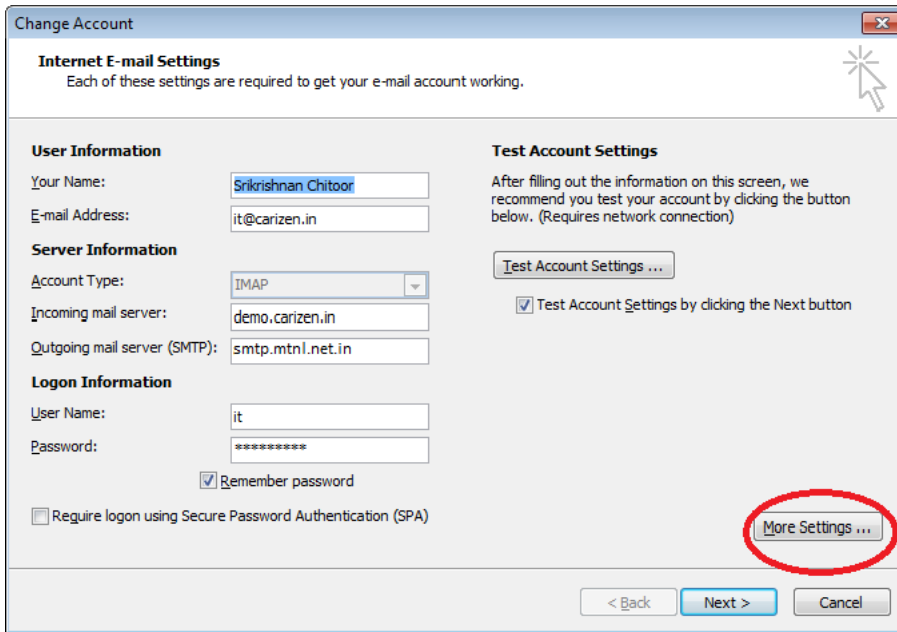 Change Account
Internet E-mail Settings
Each of these settings are required to get your e-mail account working.
User Information
Your Name: Srikrishnan Chitoor
E-mail Address: it@carizen.in
Server Information
Account Type: IMAP
Incoming mail server: demo.carizen.in
Outgoing mail server (SMTP): smtp.mtnl.net.in
Logon Information
User Name: it
Password: *********
Remember password
Require logon using Secure Password Authentication (SPA)
Test Account Settings
After filling out the information on this screen, we
recommend you test your account by clicking the button
below. (Requires network connection)
Test Account Settings ...
Test Account Settings by clicking the Next button
More Settings ...
< Back
Next >
Cancel